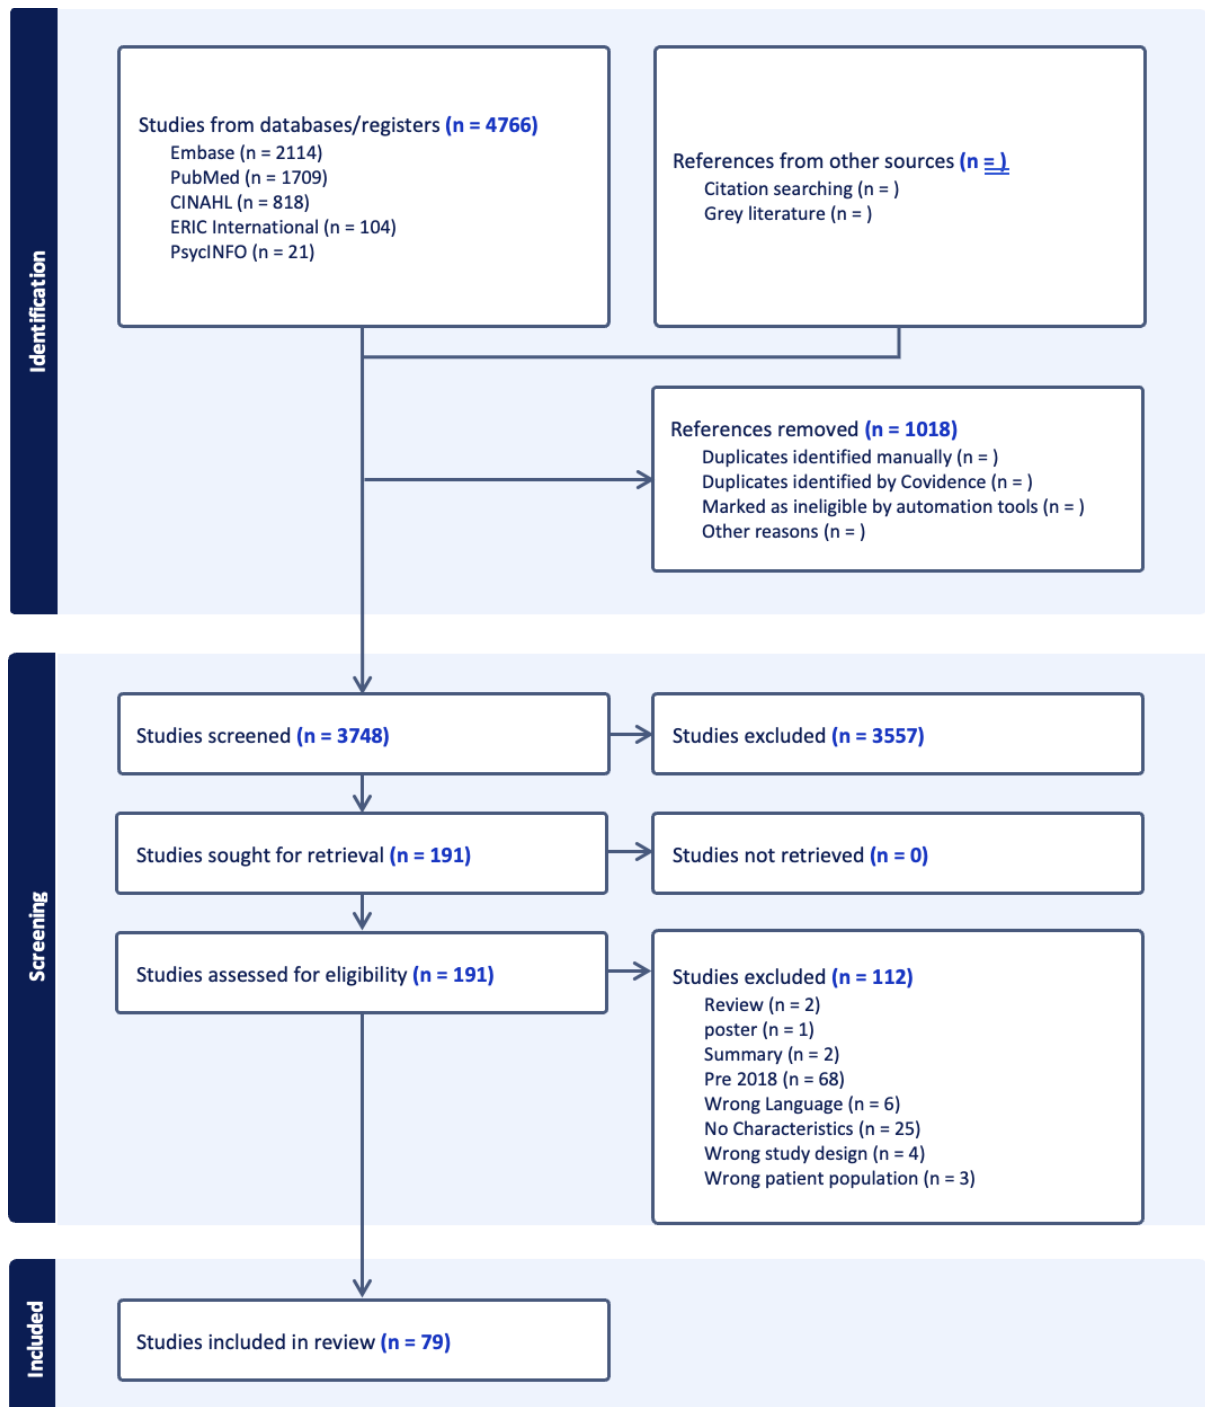 Identification
Studies from databases/registers (n = 4766)
Embase (n = 2114)
PubMed (n = 1709)
CINAHL (n = 818)
ERIC International (n = 104)
PsycINFO (n = 21)
References from other sources (n = )
Citation searching (n = )
Grey literature (n = )
References removed (n = 1018)
Duplicates identified manually (n = )
Duplicates identified by Covidence (n = )
Marked as ineligible by automation tools (n = )
Other reasons (n = )
Screening
Studies screened (n = 3748)
Studies excluded (n = 3557)
Studies sought for retrieval (n = 191)
Studies not retrieved (n = 0)
Studies assessed for eligibility (n = 191)
Studies excluded (n = 112)
Review (n = 2)
poster (n = 1)
Summary (n = 2)
Pre 2018 (n = 68)
Wrong Language (n = 6)
No Characteristics (n = 25)
Wrong study design (n = 4)
Wrong patient population (n = 3)
Included
Studies included in review (n = 79)